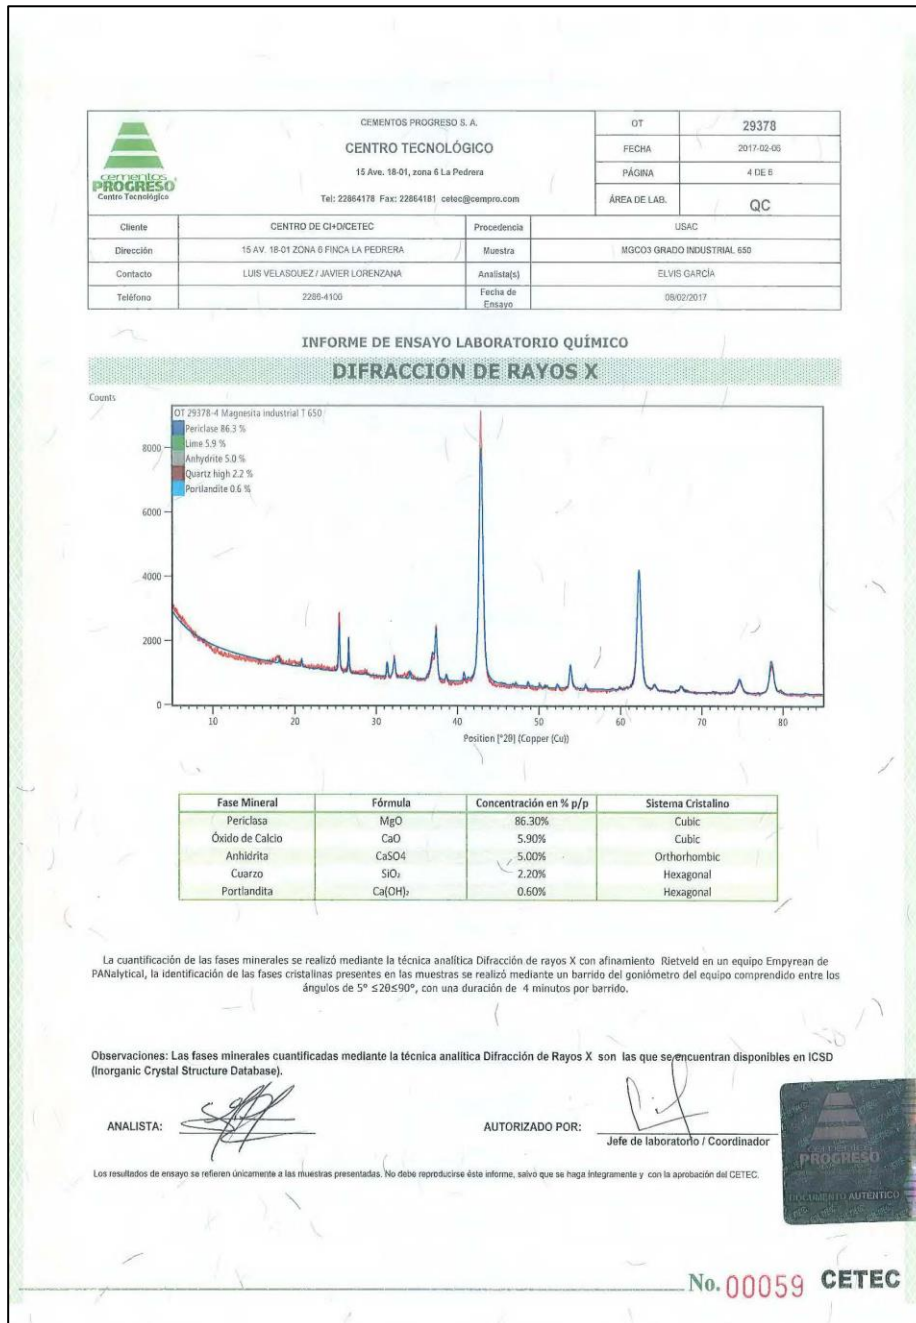 cementos
PROGRESO
Centro Tecnológico
CEMENTOS PROGRESO S. A.
CENTRO TECNOLÓGICO
15 Ave. 18-01, zona 6 La Pedrera
Tel: 22864178 Fax: 22864181 cetec@cempro.com
OT 29378
FECHA 2017-02-06
PÁGINA 4 DE 6
ÁREA DE LAB. QC
Cliente CENTRO DE CI+D/CETEC Procedencia USAC
Dirección 15 AV. 18-01 ZONA 6 FINCA LA PEDRERA Muestra MGCO3 GRADO INDUSTRIAL 650
Contacto LUIS VELASQUEZ / JAVIER LORENZANA Analista(s) ELVIS GARCÍA
Teléfono 2286-4100 Fecha de Ensayo 08/02/2017
INFORME DE ENSAYO LABORATORIO QUÍMICO
DIFRACCIÓN DE RAYOS X
Counts
OT 29378-4 Magnesita industrial T 650
Periclase 86.3 %
Lime 5.9 %
Anhydrite 5.0 %
Quartz high 2.2 %
Portlandite 0.6 %
8000
6000
4000
2000
0
10 20 30 40 50 60 70 80
Position [°2θ] (Copper (Cu))
Fase Mineral Fórmula Concentración en % p/p Sistema Cristalino
Periclasa MgO 86.30% Cubic
Óxido de Calcio CaO 5.90% Cubic
Anhidrita CaSO4 5.00% Orthorhombic
Cuarzo SiO₂ 2.20% Hexagonal
Portlandita Ca(OH)₂ 0.60% Hexagonal
La cuantificación de las fases minerales se realizó mediante la técnica analítica Difracción de rayos X con afinamiento Rietveld en un equipo Empyrean de
PANalytical, la identificación de las fases cristalinas presentes en las muestras se realizó mediante un barrido del goniómetro del equipo comprendido entre los
ángulos de 5° ≤2θ≤90°, con una duración de 4 minutos por barrido.
Observaciones: Las fases minerales cuantificadas mediante la técnica analítica Difracción de Rayos X son las que se encuentran disponibles en ICSD
(Inorganic Crystal Structure Database).
ANALISTA:
AUTORIZADO POR:
Jefe de laboratorio / Coordinador
Los resultados de ensayo se refieren únicamente a las muestras presentadas. No debe reproducirse éste informe, salvo que se haga íntegramente y con la aprobación del CETEC.
cementos
PROGRESO
DOCUMENTO AUTÉNTICO
No. 00059 CETEC